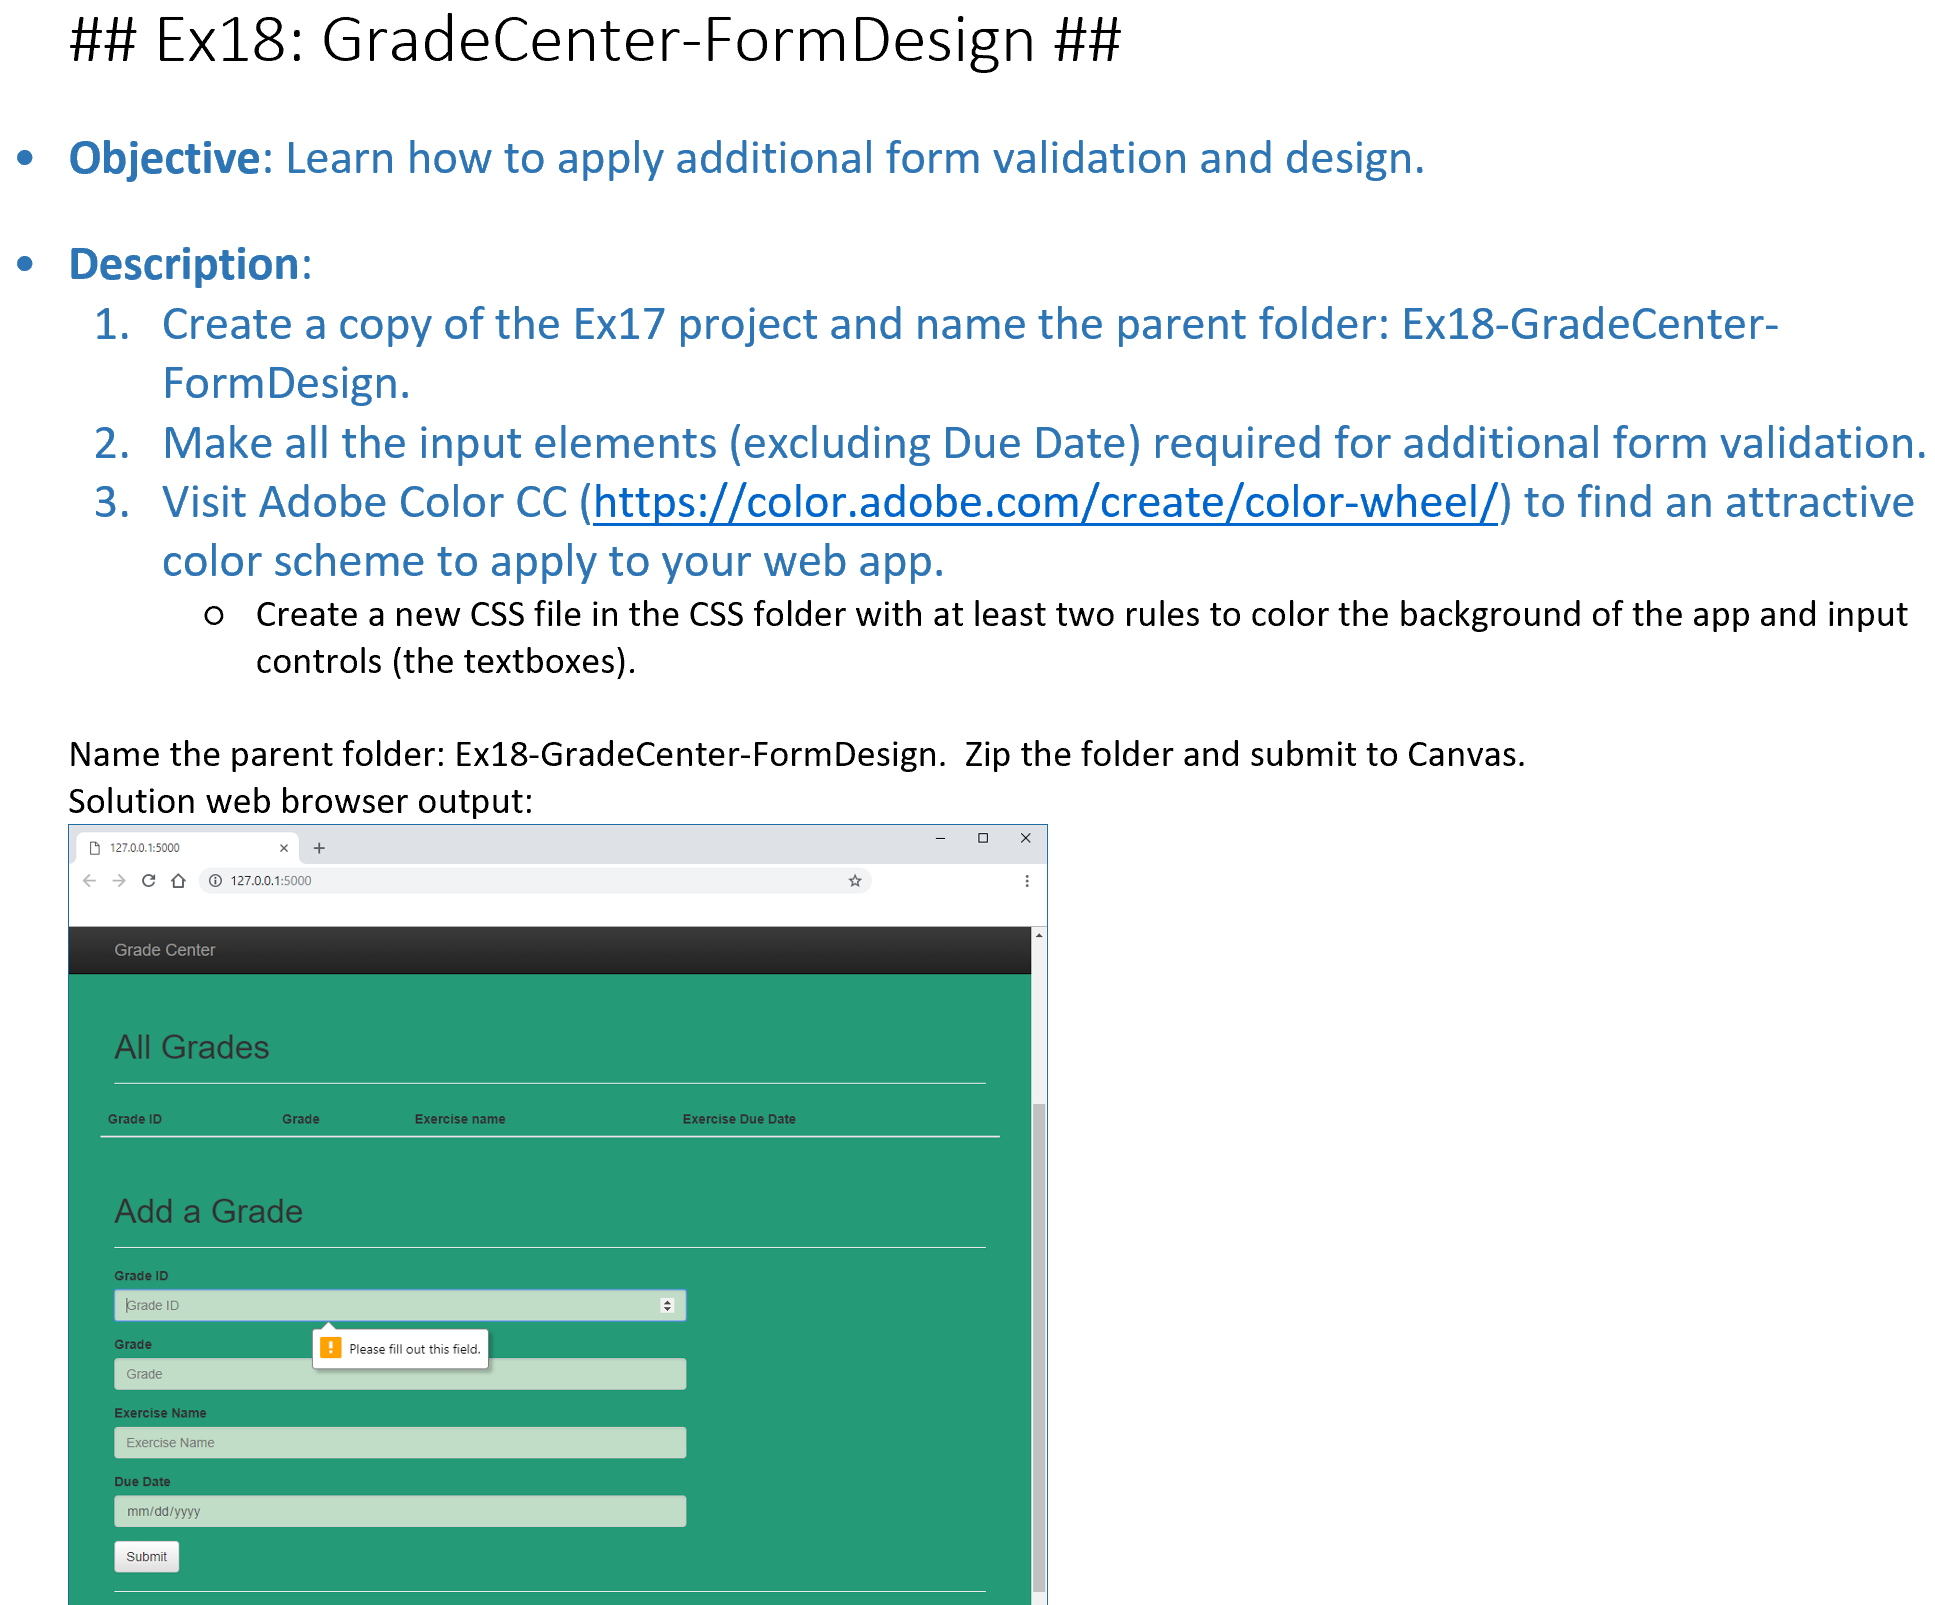 ## Ex18: GradeCenter-FormDesign ##
• Objective: Learn how to apply additional form validation and design.
• Description:
1. Create a copy of the Ex17 project and name the parent folder: Ex18-GradeCenter-
FormDesign.
2. Make all the input elements (excluding Due Date) required for additional form validation.
3. Visit Adobe Color CC (https://color.adobe.com/create/color-wheel/) to find an attractive
color scheme to apply to your web app.
o Create a new CSS file in the CSS folder with at least two rules to color the background of the app and input
controls (the textboxes).
Name the parent folder: Ex18-GradeCenter-FormDesign.  Zip the folder and submit to Canvas.
Solution web browser output:
127.0.0.1:5000
127.0.0.1:5000
Grade Center
All Grades
Grade ID Grade Exercise name Exercise Due Date
Add a Grade
Grade ID
Grade ID
Please fill out this field.
Grade
Grade
Exercise Name
Exercise Name
Due Date
mm/dd/yyyy
Submit